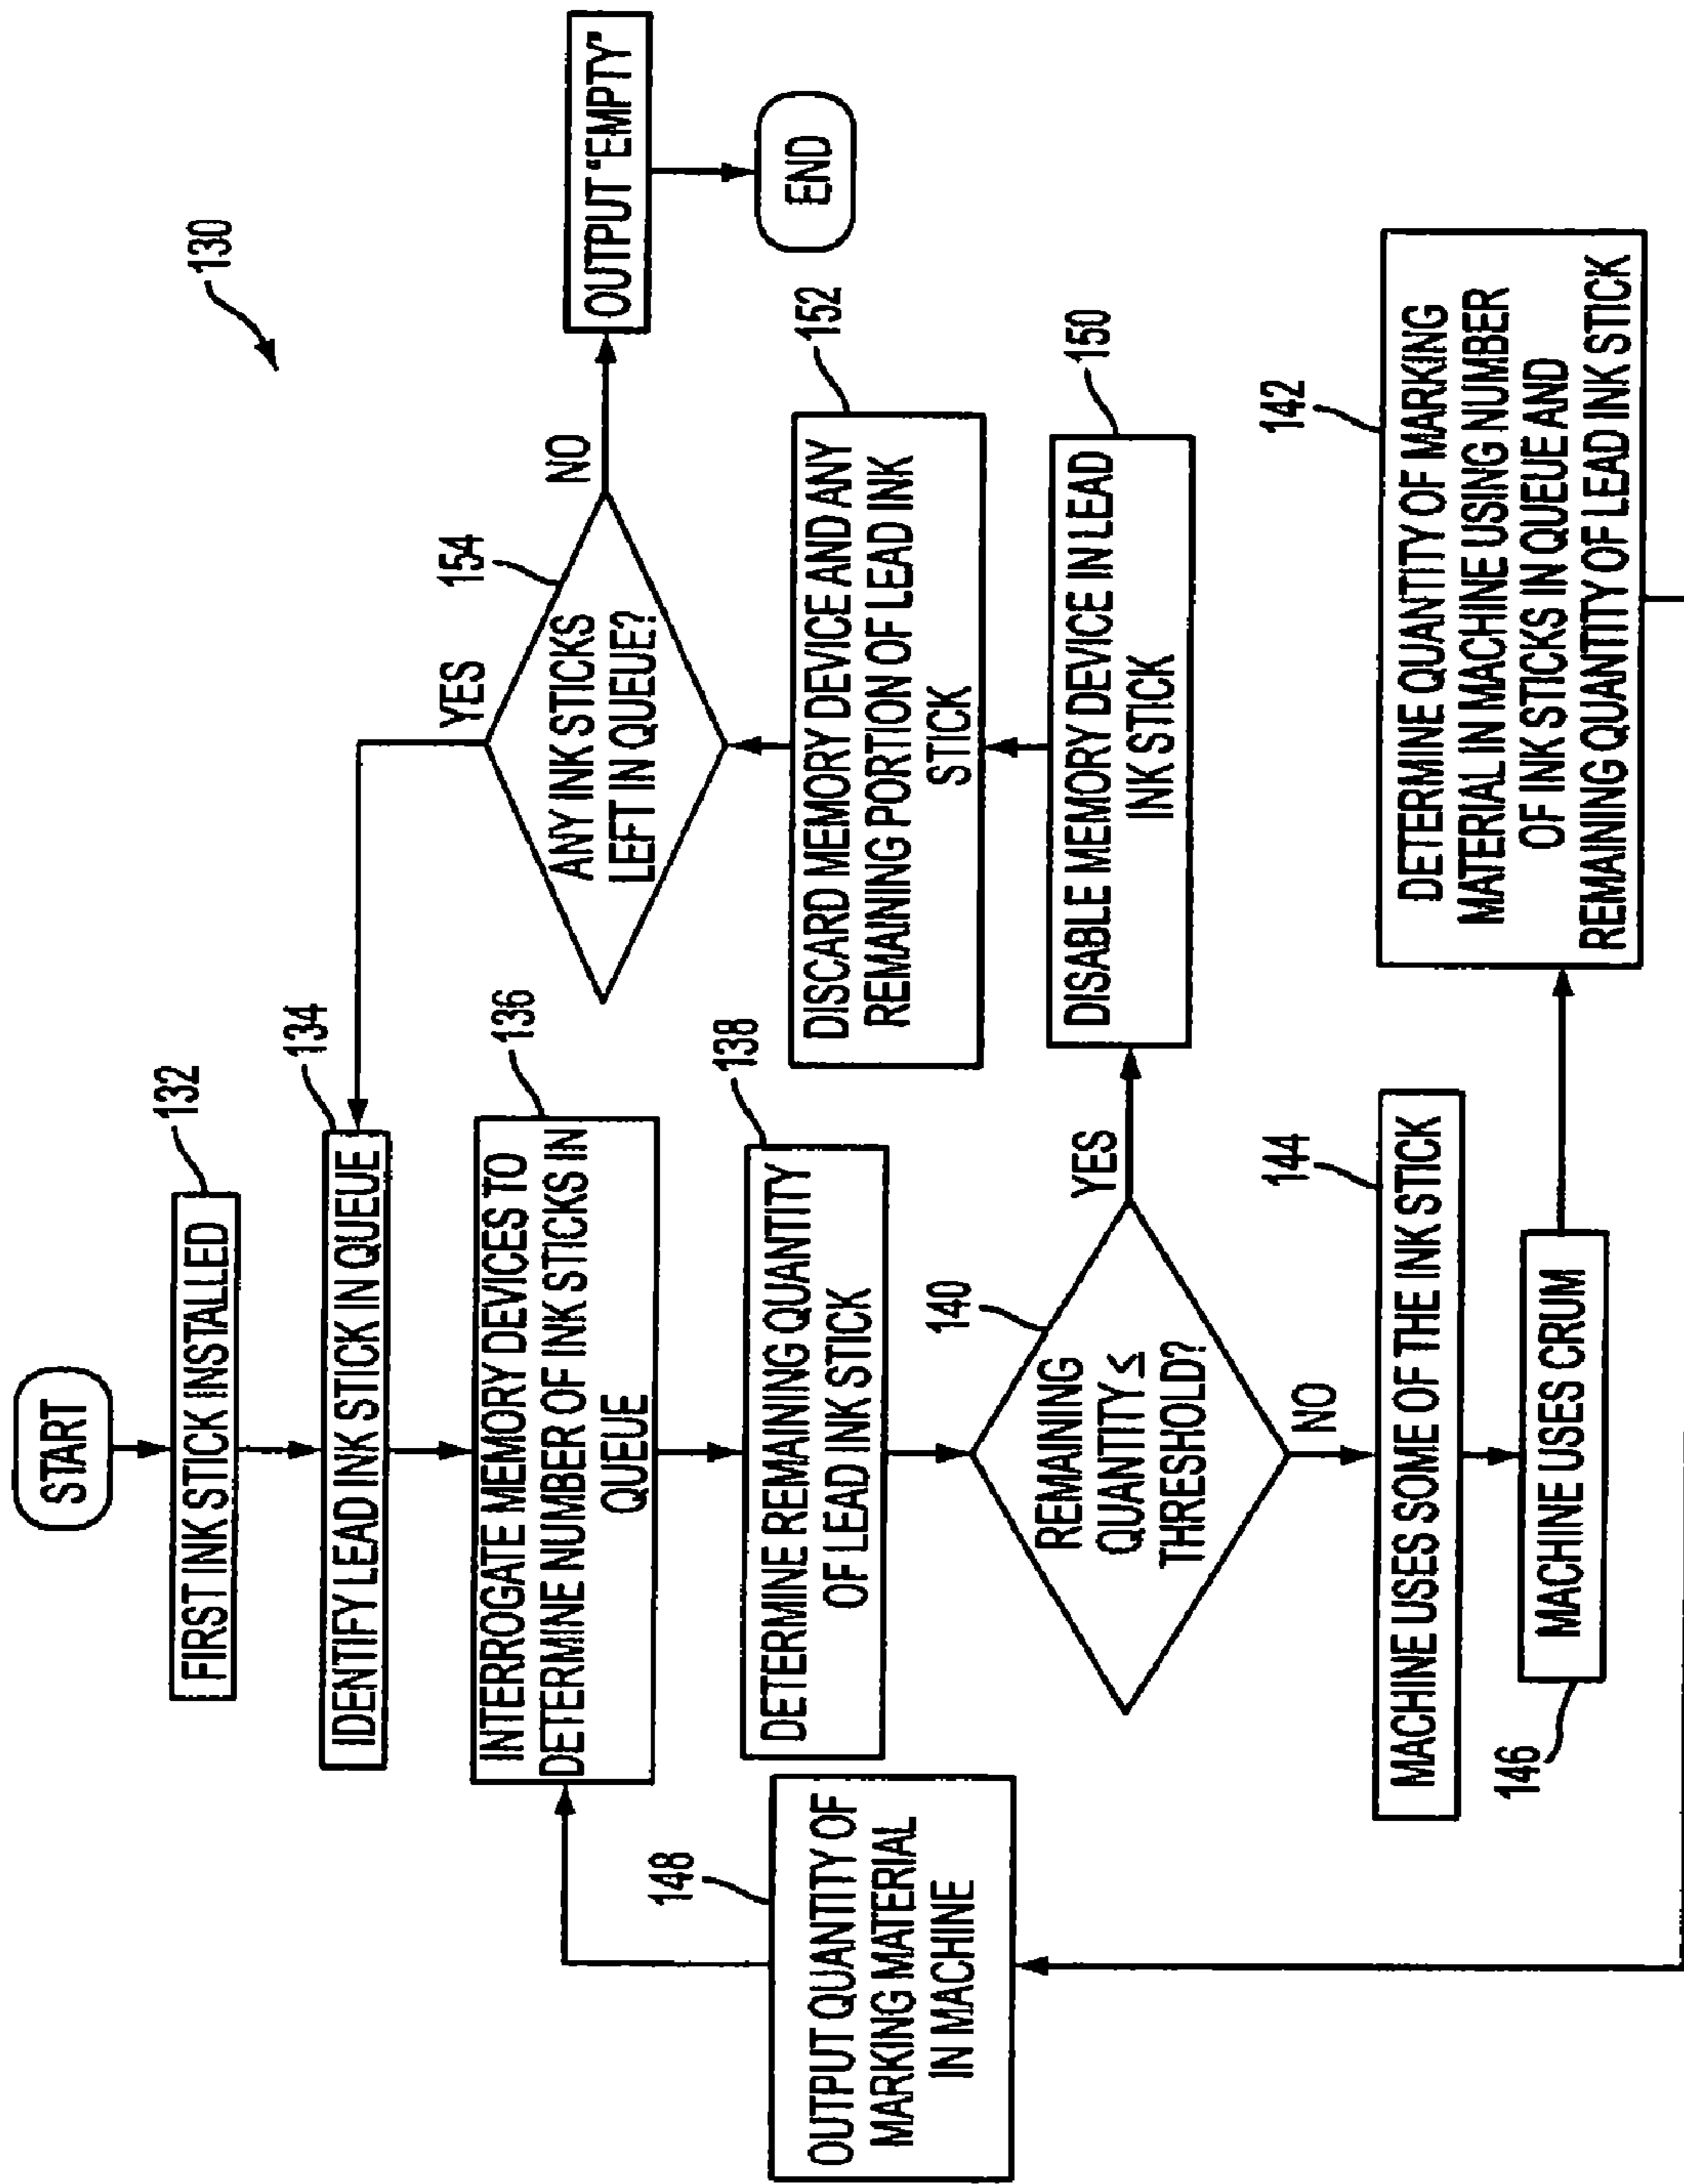 130
START
FIRST INK STICK INSTALLED
132
IDENTIFY LEAD INK STICK IN QUEUE
134
INTERROGATE MEMORY DEVICES TO
DETERMINE NUMBER OF INK STICKS IN
QUEUE
136
DETERMINE REMAINING QUANTITY
OF LEAD INK STICK
138
REMAINING
QUANTITY ≤
THRESHOLD?
140
YES
NO
MACHINE USES SOME OF THE INK STICK
144
MACHINE USES CRUM
146
DETERMINE QUANTITY OF MARKING
MATERIAL IN MACHINE USING NUMBER
OF INK STICKS IN QUEUE AND
REMAINING QUANTITY OF LEAD INK STICK
142
OUTPUT QUANTITY OF
MARKING MATERIAL
IN MACHINE
148
DISABLE MEMORY DEVICE IN LEAD
INK STICK
150
DISCARD MEMORY DEVICE AND ANY
REMAINING PORTION OF LEAD INK
STICK
152
ANY INK STICKS
LEFT IN QUEUE?
154
YES
NO
OUTPUT "EMPTY"
END